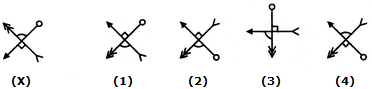 (X) (1) (2) (3) (4)